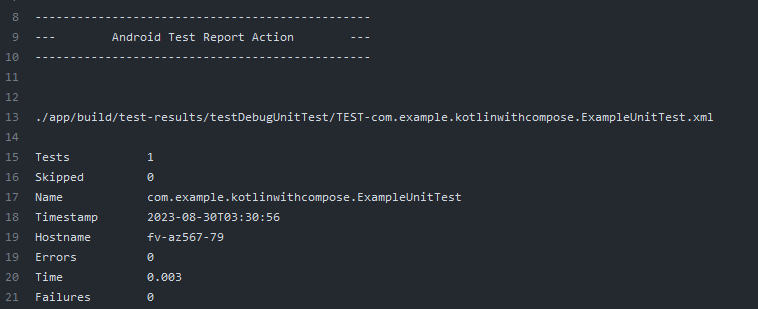 8 ------------------------------------------------
9 --- Android Test Report Action ---
10 ------------------------------------------------
11
12
13 ./app/build/test-results/testDebugUnitTest/TEST-com.example.kotlinwithcompose.ExampleUnitTest.xml
14
15 Tests 1
16 Skipped 0
17 Name com.example.kotlinwithcompose.ExampleUnitTest
18 Timestamp 2023-08-30T03:30:56
19 Hostname fv-az567-79
19 Errors 0
20 Time 0.003
21 Failures 0